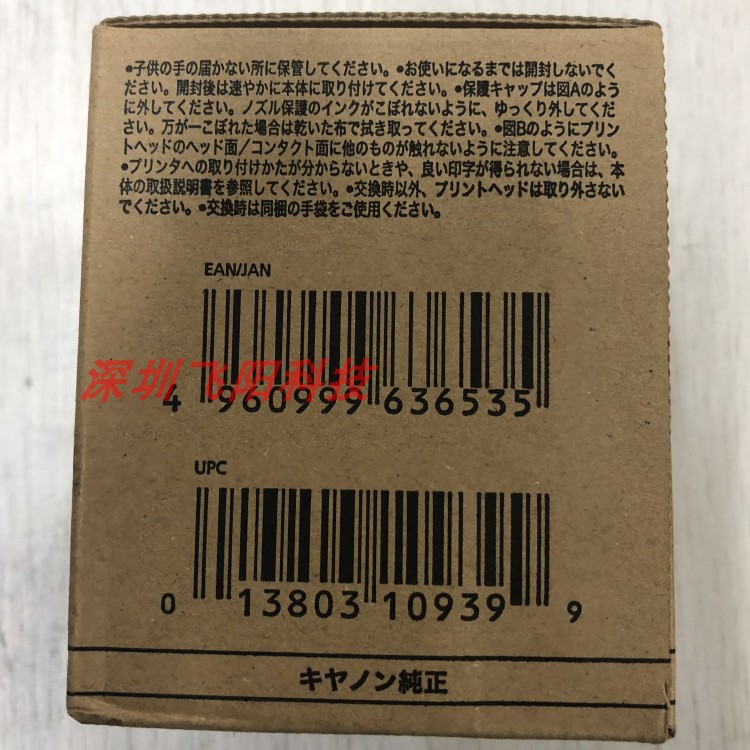 •子供の手の届かない所に保管してください。•お使いになるまでは開封しないでく
ださい。開封後は速やかに本体に取り付けてください。•保護キャップは図Aのよう
に外してください。ノズル保護のインクがこぼれないように、ゆっくり外してくだ
さい。万が一こぼれた場合は乾いた布で拭き取ってください。•図Bのようにプリン
トヘッドのヘッド面/コンタクト面に他のものが触れないように注意してください。
•プリンタへの取り付けかたが分からないときや、良い印字が得られない場合は、本
体の取扱説明書を参照してください。•交換時以外、プリントヘッドは取り外さない
でください。•交換時は同梱の手袋をご使用ください。
EAN/JAN
深圳飞阳科技
4 960999 636535
UPC
0 13803 10939 9
キヤノン純正